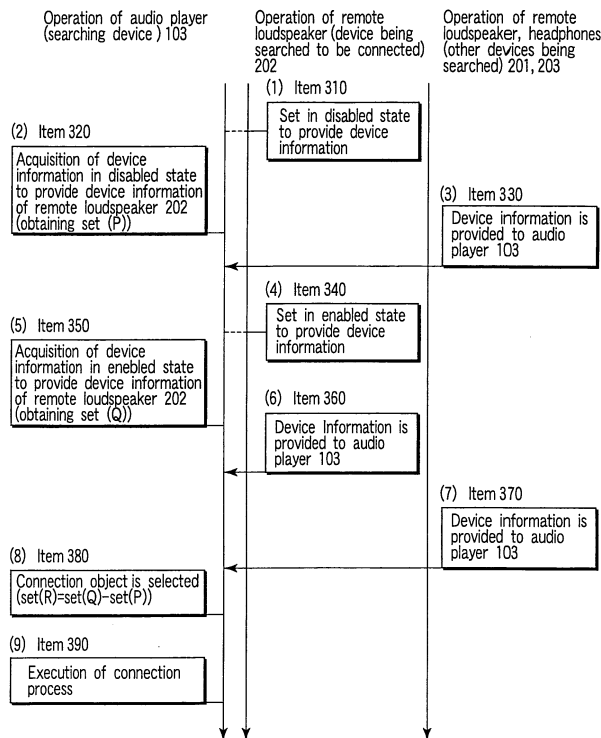 Operation of audio player
(searching device ) 103
Operation of remote
loudspeaker (device being
searched to be connected)
202
Operation of remote
loudspeaker, headphones
(other devices being
searched) 201, 203
(1) Item 310
Set in disabled state
to provide device
information
(2) Item 320
Acquisition of device
information in disabled state
to provide device information
of remote loudspeaker 202
(obtaining set (P))
(3) Item 330
Device information is
provided to audio
player 103
(4) Item 340
Set in enabled state
to provide device
information
(5) Item 350
Acquisition of device
information in enebled state
to provide device information
of remote loudspeaker 202
(obtaining set (Q))
(6) Item 360
Device Information is
provided to audio
player 103
(7) Item 370
Device information is
provided to audio
player 103
(8) Item 380
Connection object is selected
(set(R)=set(Q)-set(P))
(9) Item 390
Execution of connection
process